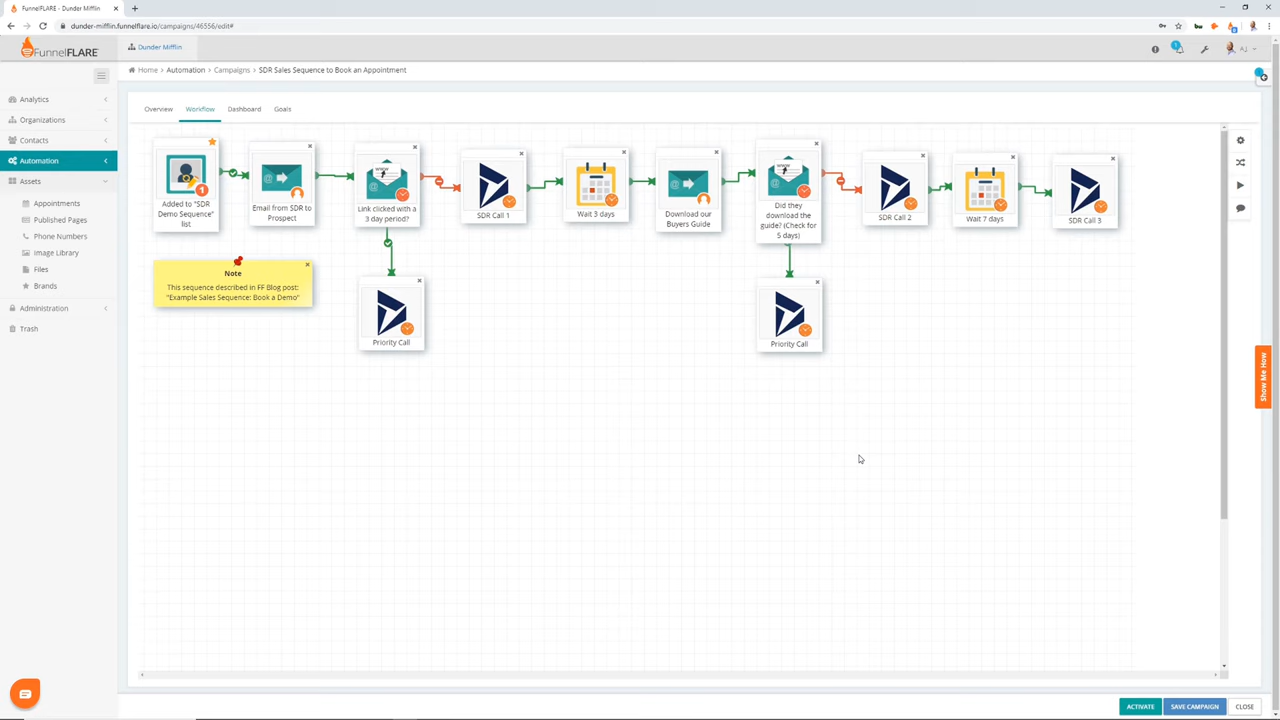 FunnelFLARE - Dunder Mifflin
dunder-mifflin.funnelflare.io/campaigns/46556/edit#
FunnelFLARE
Dunder Mifflin
1
AJ
Home > Automation > Campaigns > SDR Sales Sequence to Book an Appointment
Analytics
Organizations
Contacts
Automation
Assets
Appointments
Published Pages
Phone Numbers
Image Library
Files
Brands
Administration
Trash
Overview
Workflow
Dashboard
Goals
1
Added to "SDR
Demo Sequence"
list
Email from SDR to
Prospect
WWW
@
Link clicked with a
3 day period?
SDR Call 1
Wait 3 days
@
Download our
Buyers Guide
WWW
@
Did they
download the
guide? (Check for
5 days)
SDR Call 2
Wait 7 days
SDR Call 3
Note
This sequence described in FF Blog post:
"Example Sales Sequence: Book a Demo"
Priority Call
Priority Call
Show Me How
ACTIVATE
SAVE CAMPAIGN
CLOSE